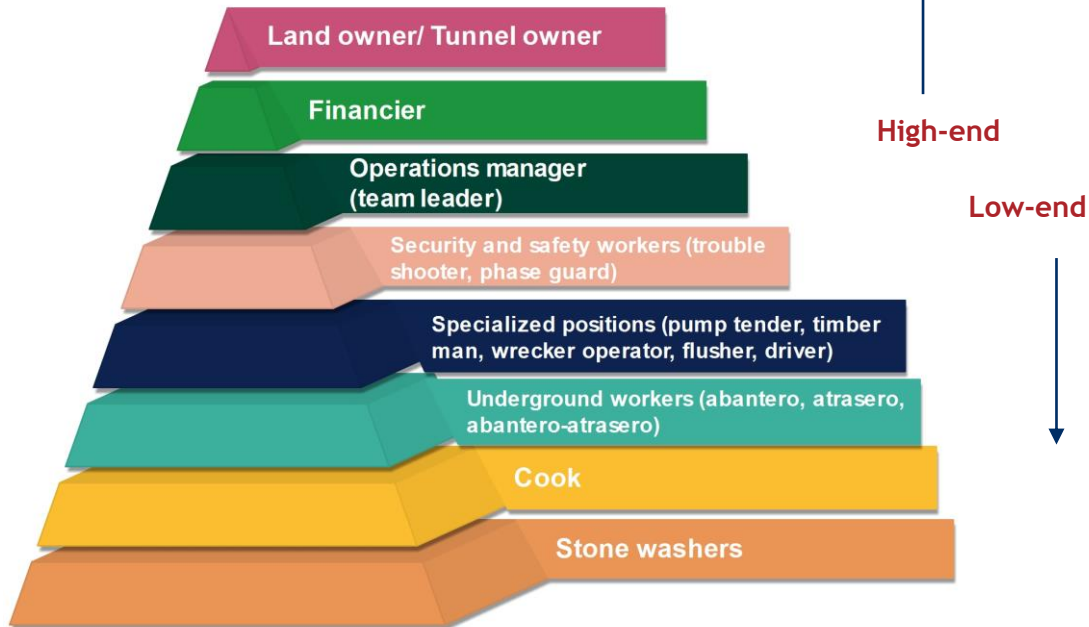 Land owner/ Tunnel owner
Financier
High-end
Operations manager
(team leader)
Low-end
Security and safety workers (trouble
shooter, phase guard)
Specialized positions (pump tender, timber
man, wrecker operator, flusher, driver)
Underground workers (abantero, atrasero,
abantero-atrasero)
Cook
Stone washers